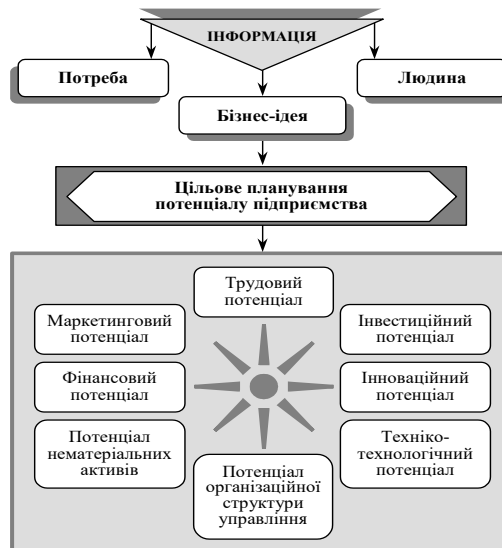 ІНФОРМАЦІЯ
Потреба
Людина
Бізнес-ідея
Цільове планування
потенціалу підприємства
Трудовий
потенціал
Маркетинговий
потенціал
Інвестиційний
потенціал
Фінансовий
потенціал
Інноваційний
потенціал
Потенціал
нематеріальних
активів
Техніко-
технологічний
потенціал
Потенціал
організаційної
структури
управління